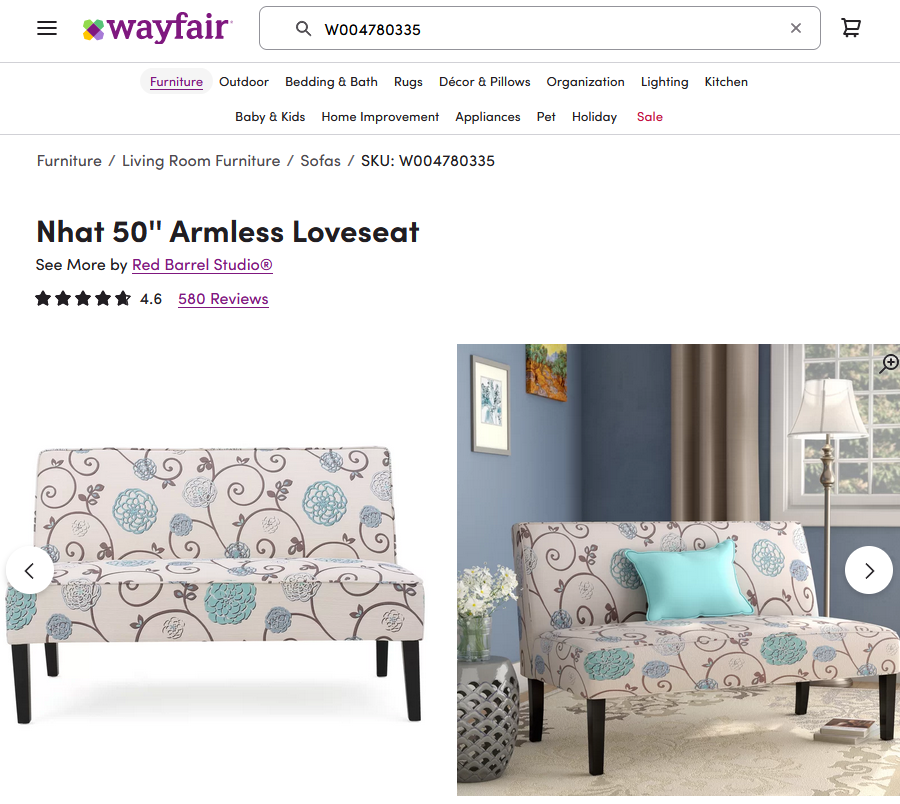 wayfair
W004780335
Furniture Outdoor Bedding & Bath Rugs Décor & Pillows Organization Lighting Kitchen
Baby & Kids Home Improvement Appliances Pet Holiday Sale
Furniture / Living Room Furniture / Sofas / SKU: W004780335
Nhat 50'' Armless Loveseat
See More by Red Barrel Studio®
4.6 580 Reviews